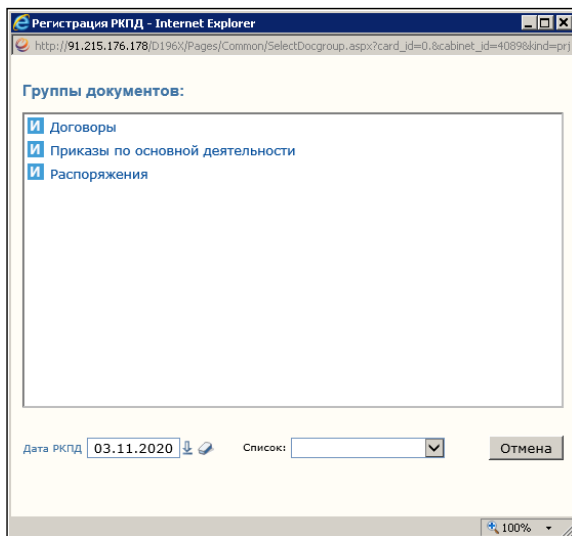 Регистрация РКПД - Internet Explorer
http://91.215.176.178/D196X/Pages/Common/SelectDocgroup.aspx?card_id=0.&cabinet_id=4089&kind=prj
Группы документов:
И Договоры
И Приказы по основной деятельности
И Распоряжения
Дата РКПД 03.11.2020 Список: Отмена
100%